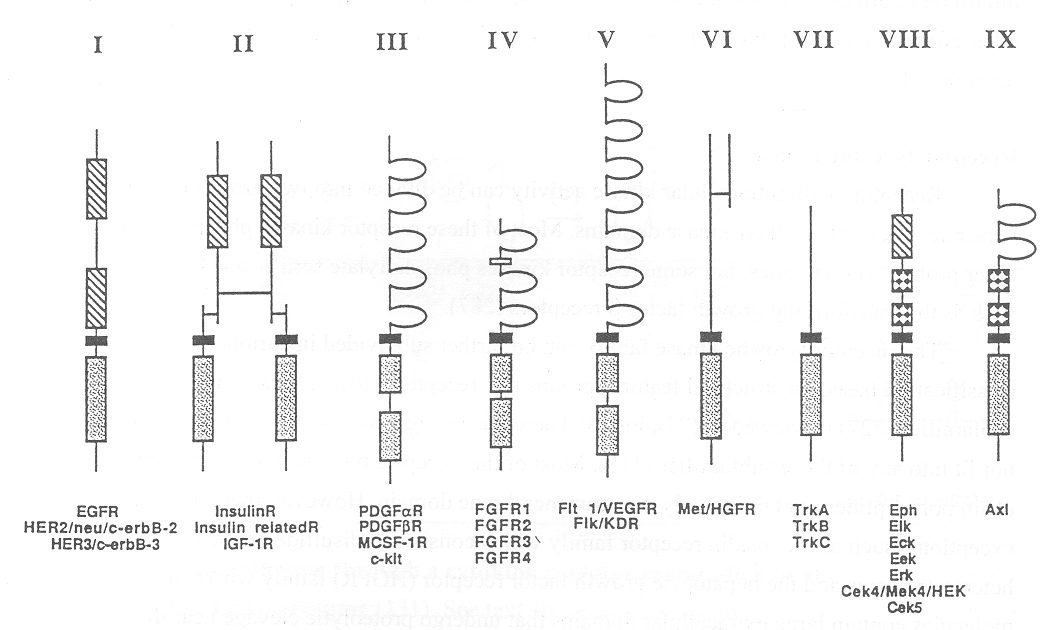 I II III IV V VI VII VIII IX
EGFR
HER2/neu/c-erbB-2
HER3/c-erbB-3
InsulinR
Insulin relatedR
IGF-1R
PDGFαR
PDGFβR
MCSF-1R
c-kit
FGFR1
FGFR2
FGFR3
FGFR4
Flt 1/VEGFR
Flk/KDR
Met/HGFR
TrkA
TrkB
TrkC
Eph
Elk
Eck
Eek
Erk
Cek4/Mek4/HEK
Cek5
Axl